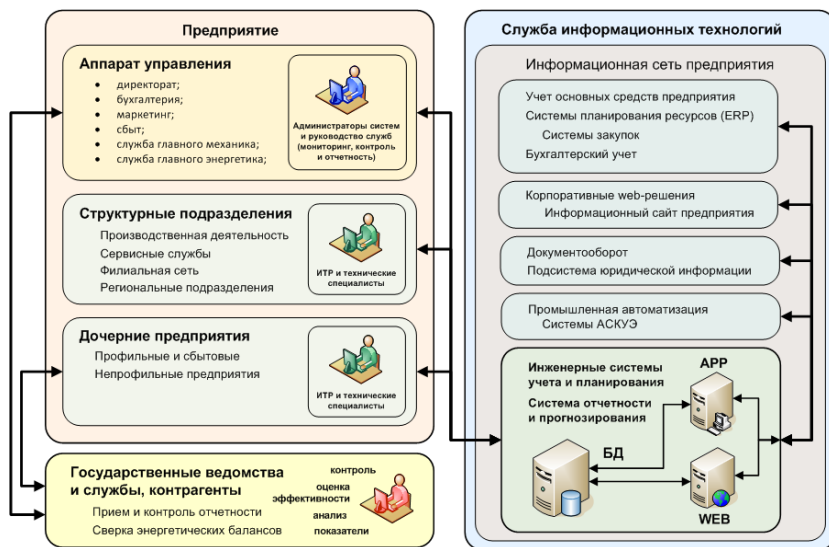 Предприятие
Аппарат управления
директорат;
бухгалтерия;
маркетинг;
сбыт;
служба главного механика;
служба главного энергетика;
Администраторы систем
и руководство служб
(мониторинг, контроль
и отчетность)
Структурные подразделения
Производственная деятельность
Сервисные службы
Филиальная сеть
Региональные подразделения
ИТР и технические
специалисты
Дочерние предприятия
Профильные и сбытовые
Непрофильные предприятия
ИТР и технические
специалисты
Государственные ведомства
и службы, контрагенты
Прием и контроль отчетности
Сверка энергетических балансов
контроль
оценка
эффективности
анализ
показатели
Служба информационных технологий
Информационная сеть предприятия
Учет основных средств предприятия
Системы планирования ресурсов (ERP)
Системы закупок
Бухгалтерский учет
Корпоративные web-решения
Информационный сайт предприятия
Документооборот
Подсистема юридической информации
Промышленная автоматизация
Системы АСКУЭ
Инженерные системы
учета и планирования
Система отчетности
и прогнозирования
APP
БД
WEB